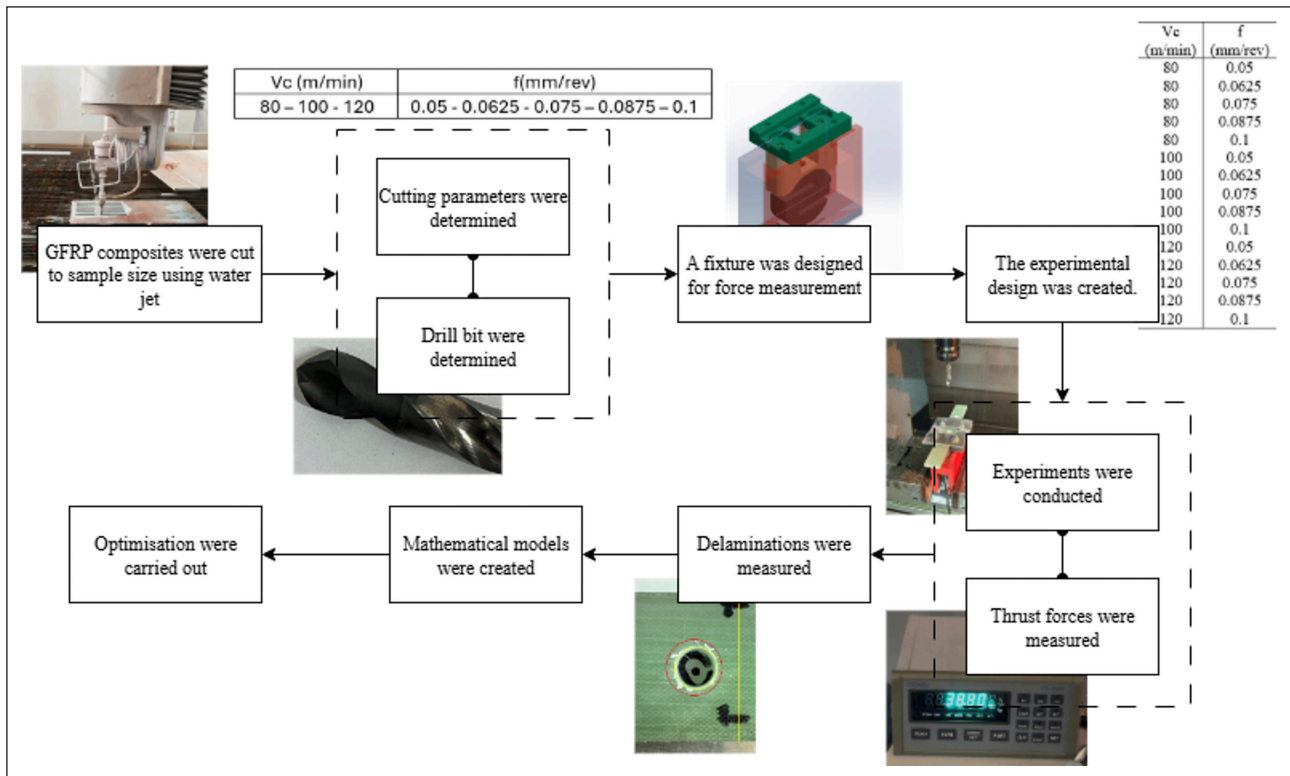 Vc (m/min) f(mm/rev)
80 – 100 - 120 0.05 - 0.0625 - 0.075 – 0.0875 – 0.1
Vc f
(m/min) (mm/rev)
80 0.05
80 0.0625
80 0.075
80 0.0875
80 0.1
100 0.05
100 0.0625
100 0.075
100 0.0875
100 0.1
120 0.05
120 0.0625
120 0.075
120 0.0875
120 0.1
GFRP composites were cut
to sample size using water
jet
Cutting parameters were
determined
Drill bit were
determined
A fixture was designed
for force measurement
The experimental
design was created.
Experiments were
conducted
Thrust forces were
measured
Delaminations were
measured
Mathematical models
were created
Optimisation were
carried out